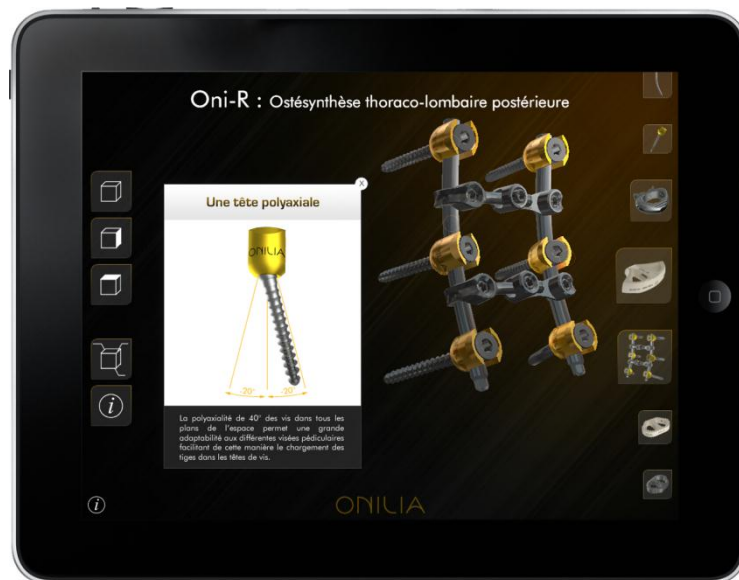 Oni-R : Ostésynthèse thoraco-lombaire postérieure
Une tête polyaxiale
ONILIA
-20° -20°
La polyaxialité de 40° des vis dans tous les
plans de l'espace permet une grande
adaptabilité aux différentes visées pédiculaires
facilitant de cette manière le chargement des
tiges dans les têtes de vis.
ONILIA